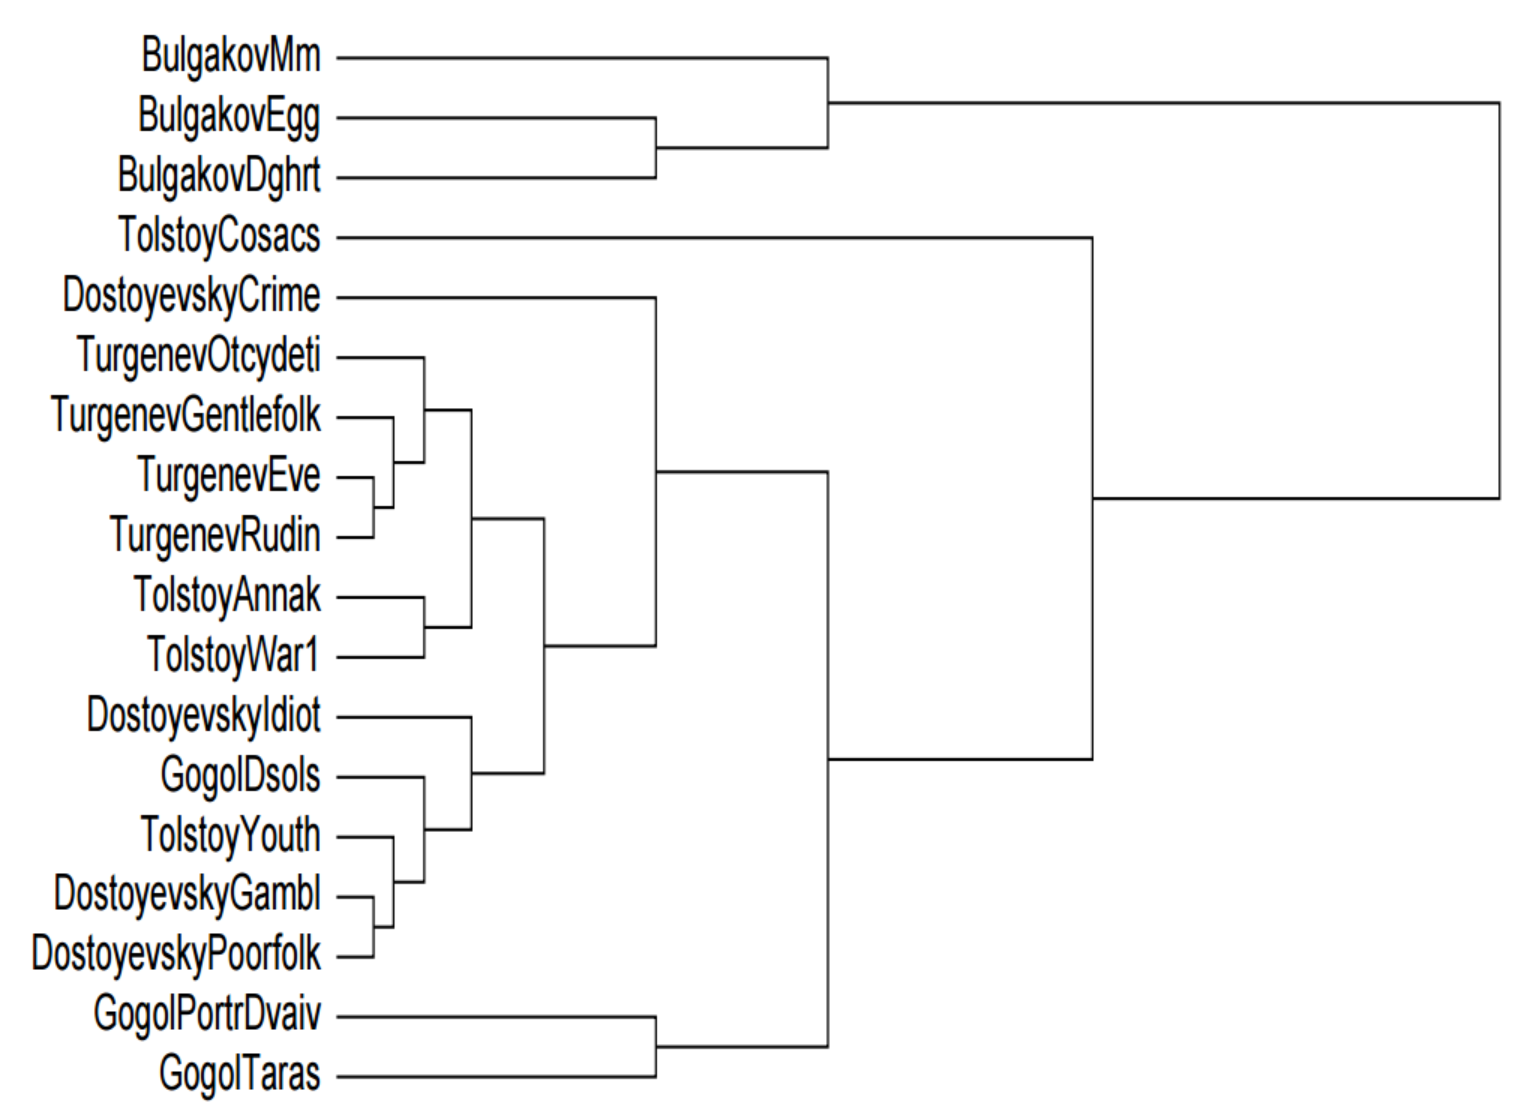 BulgakovMm
BulgakovEgg
BulgakovDghrt
TolstoyCosacs
DostoyevskyCrime
TurgenevOtcydeti
TurgenevGentlefolk
TurgenevEve
TurgenevRudin
TolstoyAnnak
TolstoyWar1
DostoyevskyIdiot
GogolDsols
TolstoyYouth
DostoyevskyGambl
DostoyevskyPoorfolk
GogolPortrDvaiv
GogolTaras